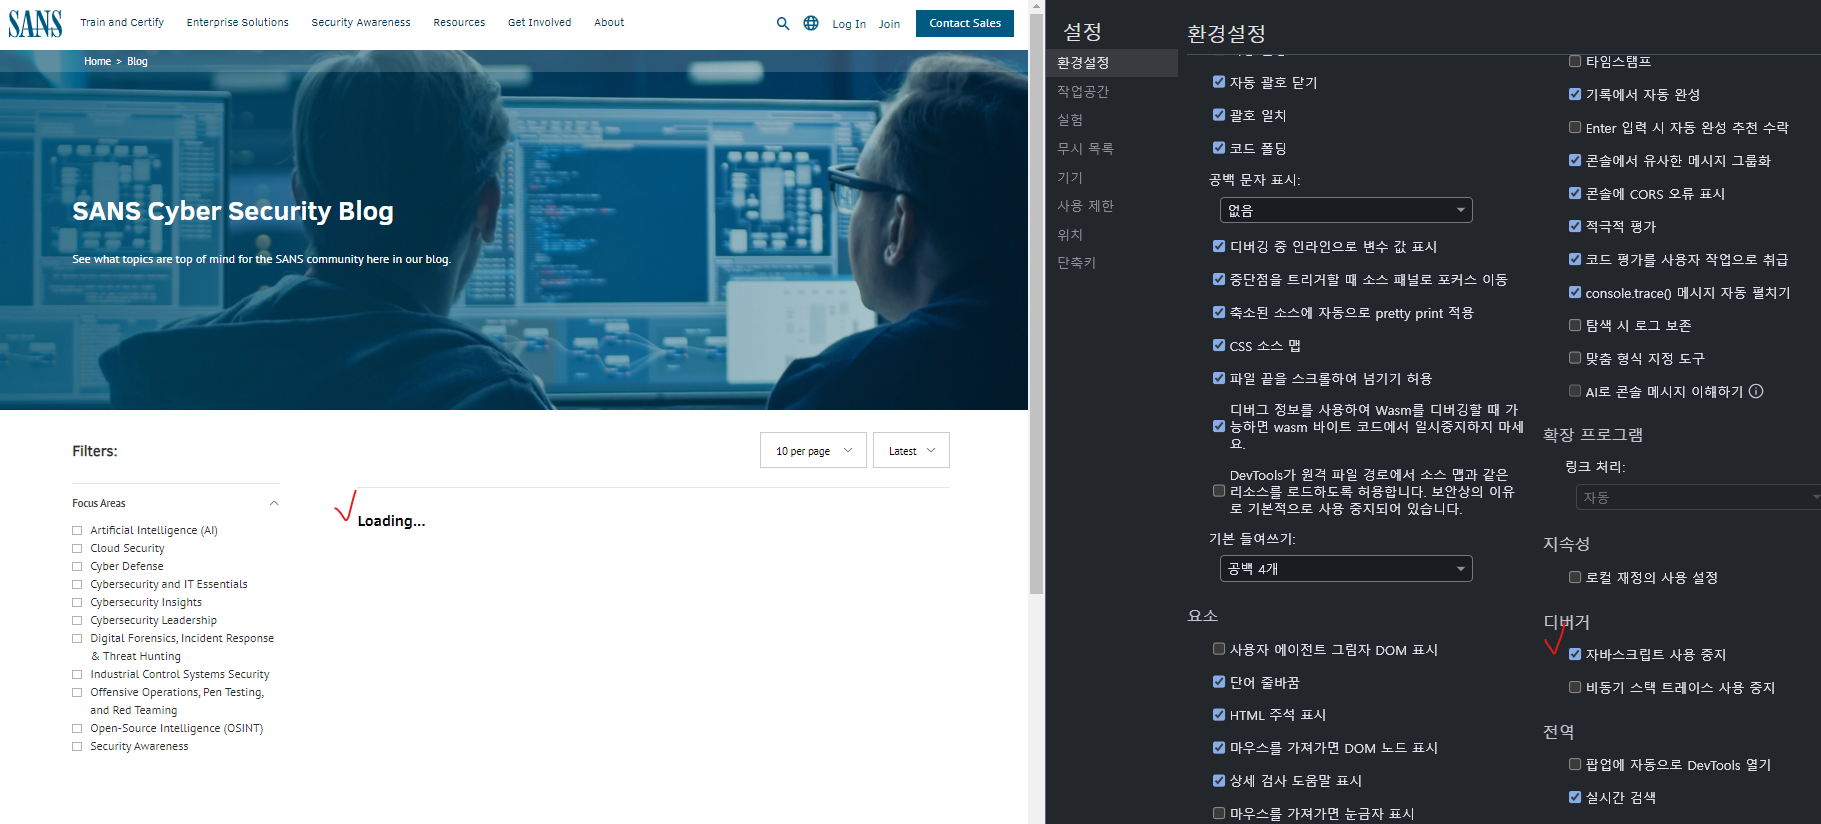 SANS
Train and Certify
Enterprise Solutions
Security Awareness
Resources
Get Involved
About
Log In
Join
Contact Sales
Home > Blog
SANS Cyber Security Blog
See what topics are top of mind for the SANS community here in our blog.
Filters:
10 per page
Latest
Focus Areas
Artificial Intelligence (AI)
Cloud Security
Cyber Defense
Cybersecurity and IT Essentials
Cybersecurity Insights
Cybersecurity Leadership
Digital Forensics, Incident Response
& Threat Hunting
Industrial Control Systems Security
Offensive Operations, Pen Testing,
and Red Teaming
Open-Source Intelligence (OSINT)
Security Awareness
Loading...
설정
환경설정
작업공간
실험
무시 목록
기기
사용 제한
위치
단축키
환경설정
자동 괄호 닫기
괄호 일치
코드 폴딩
공백 문자 표시:
없음
디버깅 중 인라인으로 변수 값 표시
중단점을 트리거할 때 소스 패널로 포커스 이동
축소된 소스에 자동으로 pretty print 적용
CSS 소스 맵
파일 끝을 스크롤하여 넘기기 허용
디버그 정보를 사용하여 Wasm를 디버깅할 때 가
능하면 wasm 바이트 코드에서 일시중지하지 마세
요.
DevTools가 원격 파일 경로에서 소스 맵과 같은
리소스를 로드하도록 허용합니다. 보안상의 이유
로 기본적으로 사용 중지되어 있습니다.
기본 들여쓰기:
공백 4개
요소
사용자 에이전트 그림자 DOM 표시
단어 줄바꿈
HTML 주석 표시
마우스를 가져가면 DOM 노드 표시
상세 검사 도움말 표시
마우스를 가져가면 눈금자 표시
타임스탬프
기록에서 자동 완성
Enter 입력 시 자동 완성 추천 수락
콘솔에서 유사한 메시지 그룹화
콘솔에 CORS 오류 표시
적극적 평가
코드 평가를 사용자 작업으로 취급
console.trace() 메시지 자동 펼치기
탐색 시 로그 보존
맞춤 형식 지정 도구
AI로 콘솔 메시지 이해하기
확장 프로그램
링크 처리:
자동
지속성
로컬 재정의 사용 설정
디버거
자바스크립트 사용 중지
비동기 스택 트레이스 사용 중지
전역
팝업에 자동으로 DevTools 열기
실시간 검색